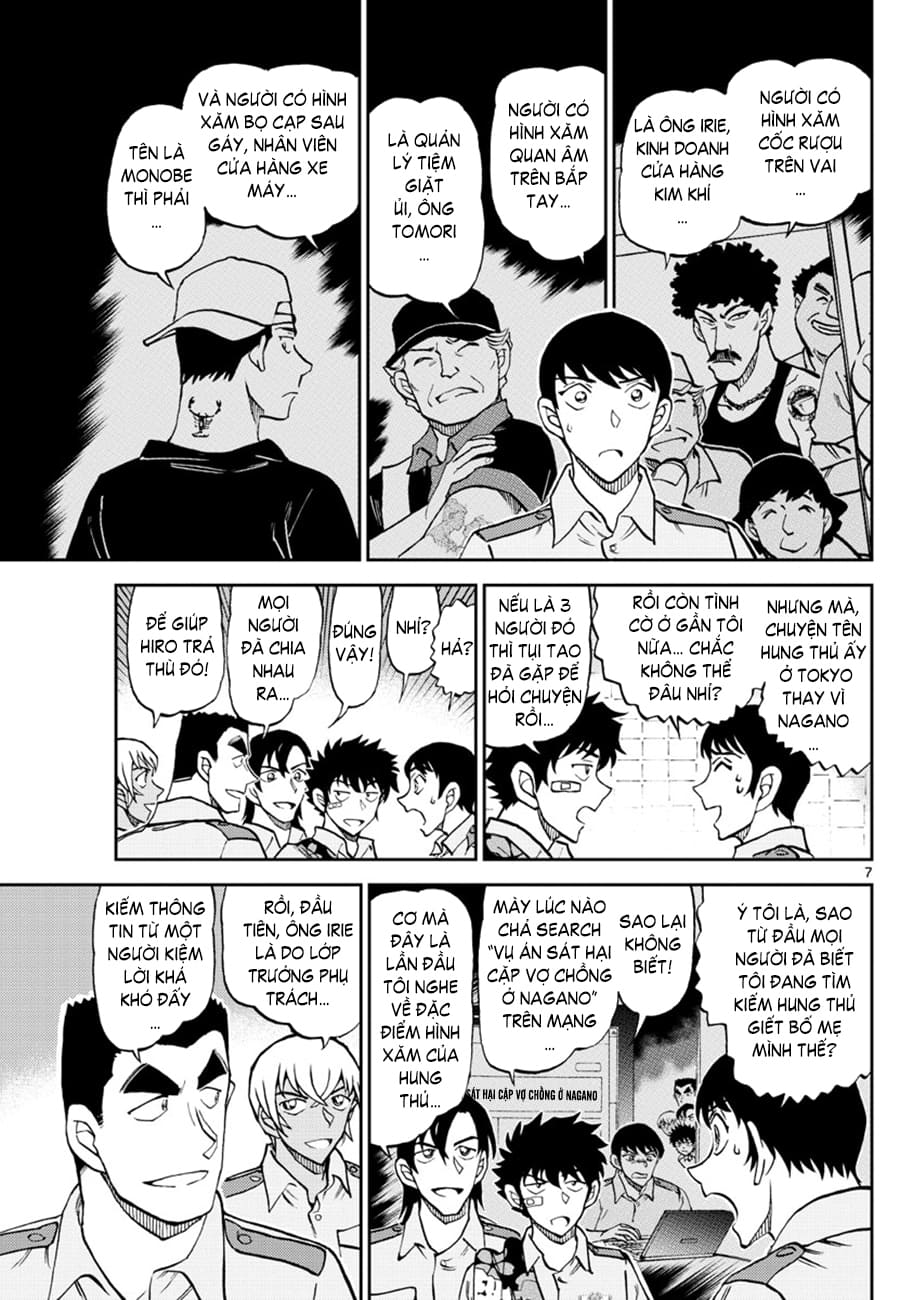 NGƯỜI CÓ
HÌNH XĂM
CỐC RƯỢU
TRÊN VAI
...
LÀ ÔNG IRIE,
KINH DOANH
CỬA HÀNG
KIM KHÍ
...
NGƯỜI CÓ
HÌNH XĂM
QUAN ÂM
TRÊN BẮP
TAY...
LÀ QUẢN
LÝ TIỆM
GIẶT
ỦI, ÔNG
TOMORI
...
VÀ NGƯỜI CÓ HÌNH
XĂM BỌ CẠP SAU
GÁY, NHÂN VIÊN
CỬA HÀNG XE
MÁY...
TÊN LÀ
MONOBE
THÌ PHẢI
...
NHƯNG MÀ,
CHUYỆN TÊN
HUNG THỦ ẤY
Ở TOKYO
THAY VÌ
NAGANO
...
RỒI CÒN TÌNH
CỜ Ở GẦN TÔI
NỮA... CHẮC
KHÔNG THỂ
ĐÂU NHỈ?
NẾU LÀ 3
NGƯỜI ĐÓ
THÌ TỤI TAO
ĐÃ GẶP ĐỂ
HỎI CHUYỆN
RỒI...
HẢ?
NHỈ?
ĐÚNG
VẬY!
MỌI
NGƯỜI
ĐÃ CHIA
NHAU
RA...
ĐỂ GIÚP
HIRO TRẢ
THÙ ĐÓ!
7
Ý TÔI LÀ, SAO
TỪ ĐẦU MỌI
NGƯỜI ĐÃ BIẾT
TÔI ĐANG TÌM
KIẾM HUNG THỦ
GIẾT BỐ MẸ
MÌNH THẾ?
SAO LẠI
KHÔNG
BIẾT!
MÀY LÚC NÀO
CHẢ SEARCH
"VỤ ÁN SÁT HẠI
CẶP VỢ CHỒNG
Ở NAGANO"
TRÊN MẠNG
...
SÁT HẠI CẶP VỢ CHỒNG Ở NAGANO
CƠ MÀ
ĐÂY LÀ
LẦN ĐẦU
TÔI NGHE
VỀ ĐẶC
ĐIỂM HÌNH
XĂM CỦA
HUNG
THỦ...
RỒI, ĐẦU
TIÊN, ÔNG IRIE
LÀ DO LỚP
TRƯỞNG PHỤ
TRÁCH...
KIẾM THÔNG
TIN TỪ MỘT
NGƯỜI KIỆM
LỜI KHÁ
KHÓ ĐẤY
...